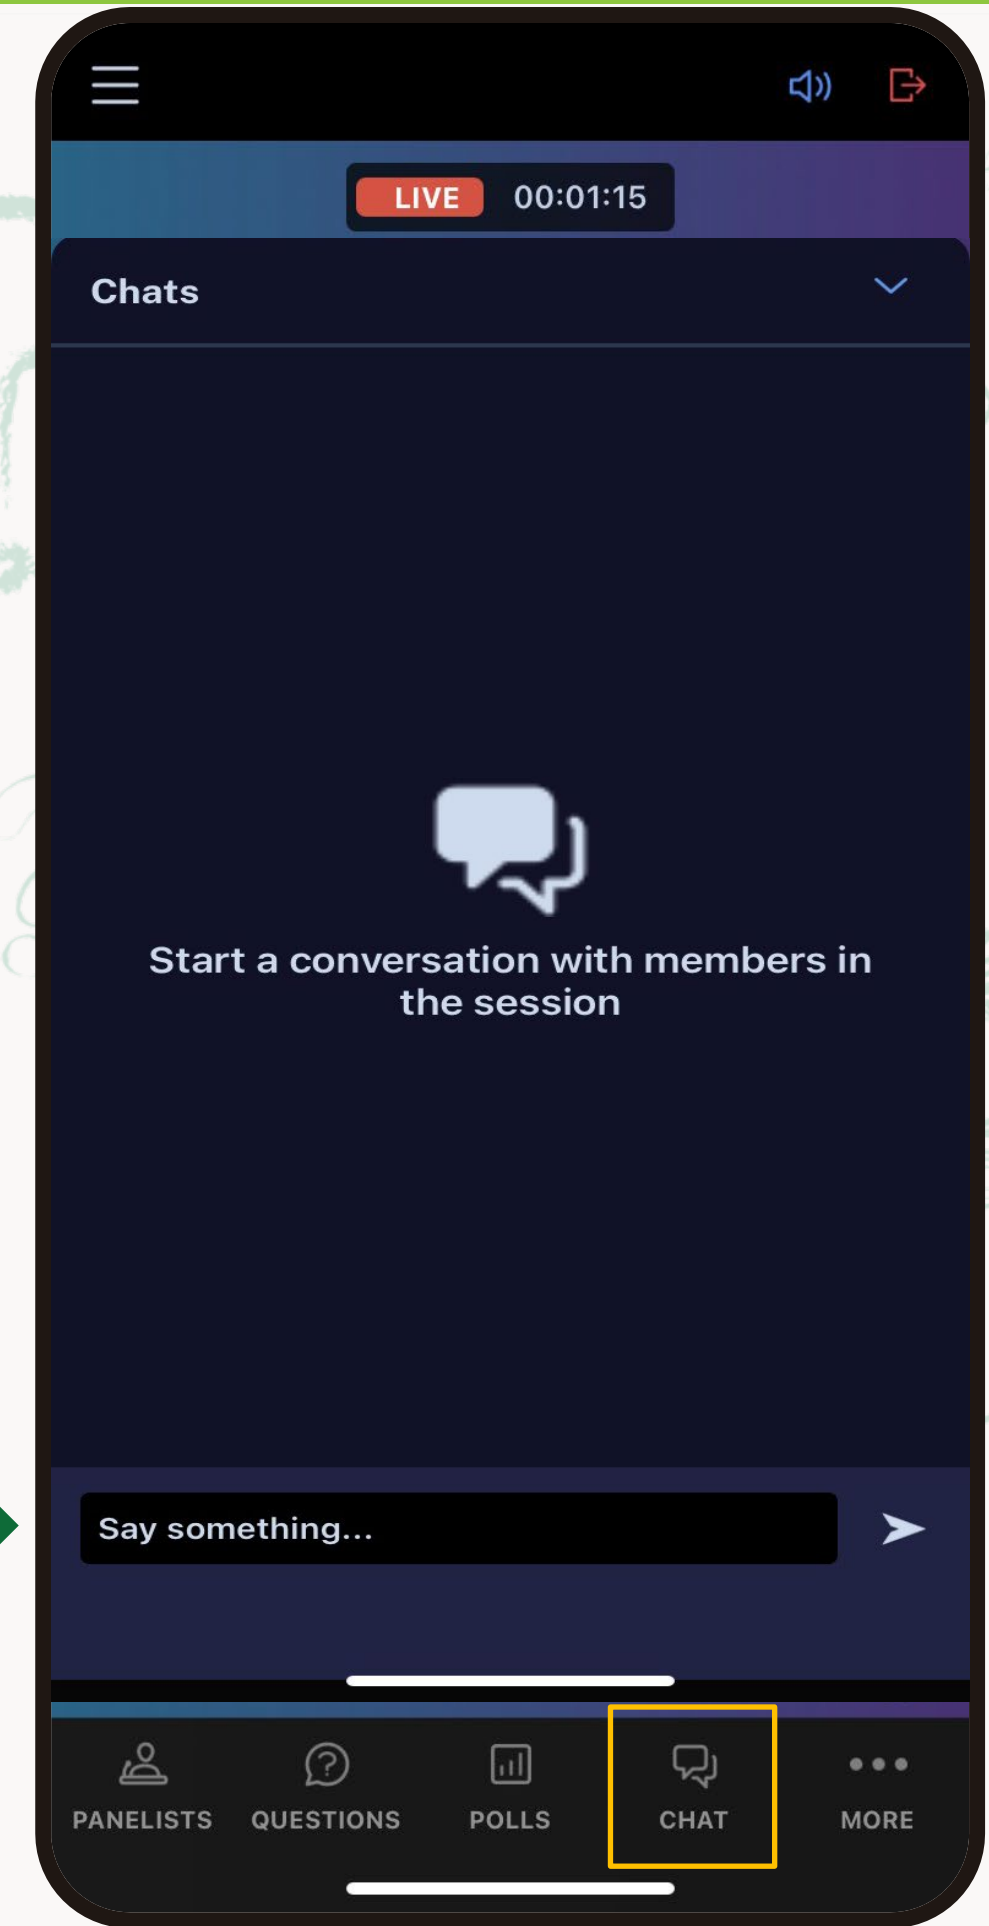 LIVE 00:01:15
Chats
Start a conversation with members in
the session
Say something...
PANELISTS QUESTIONS POLLS CHAT MORE